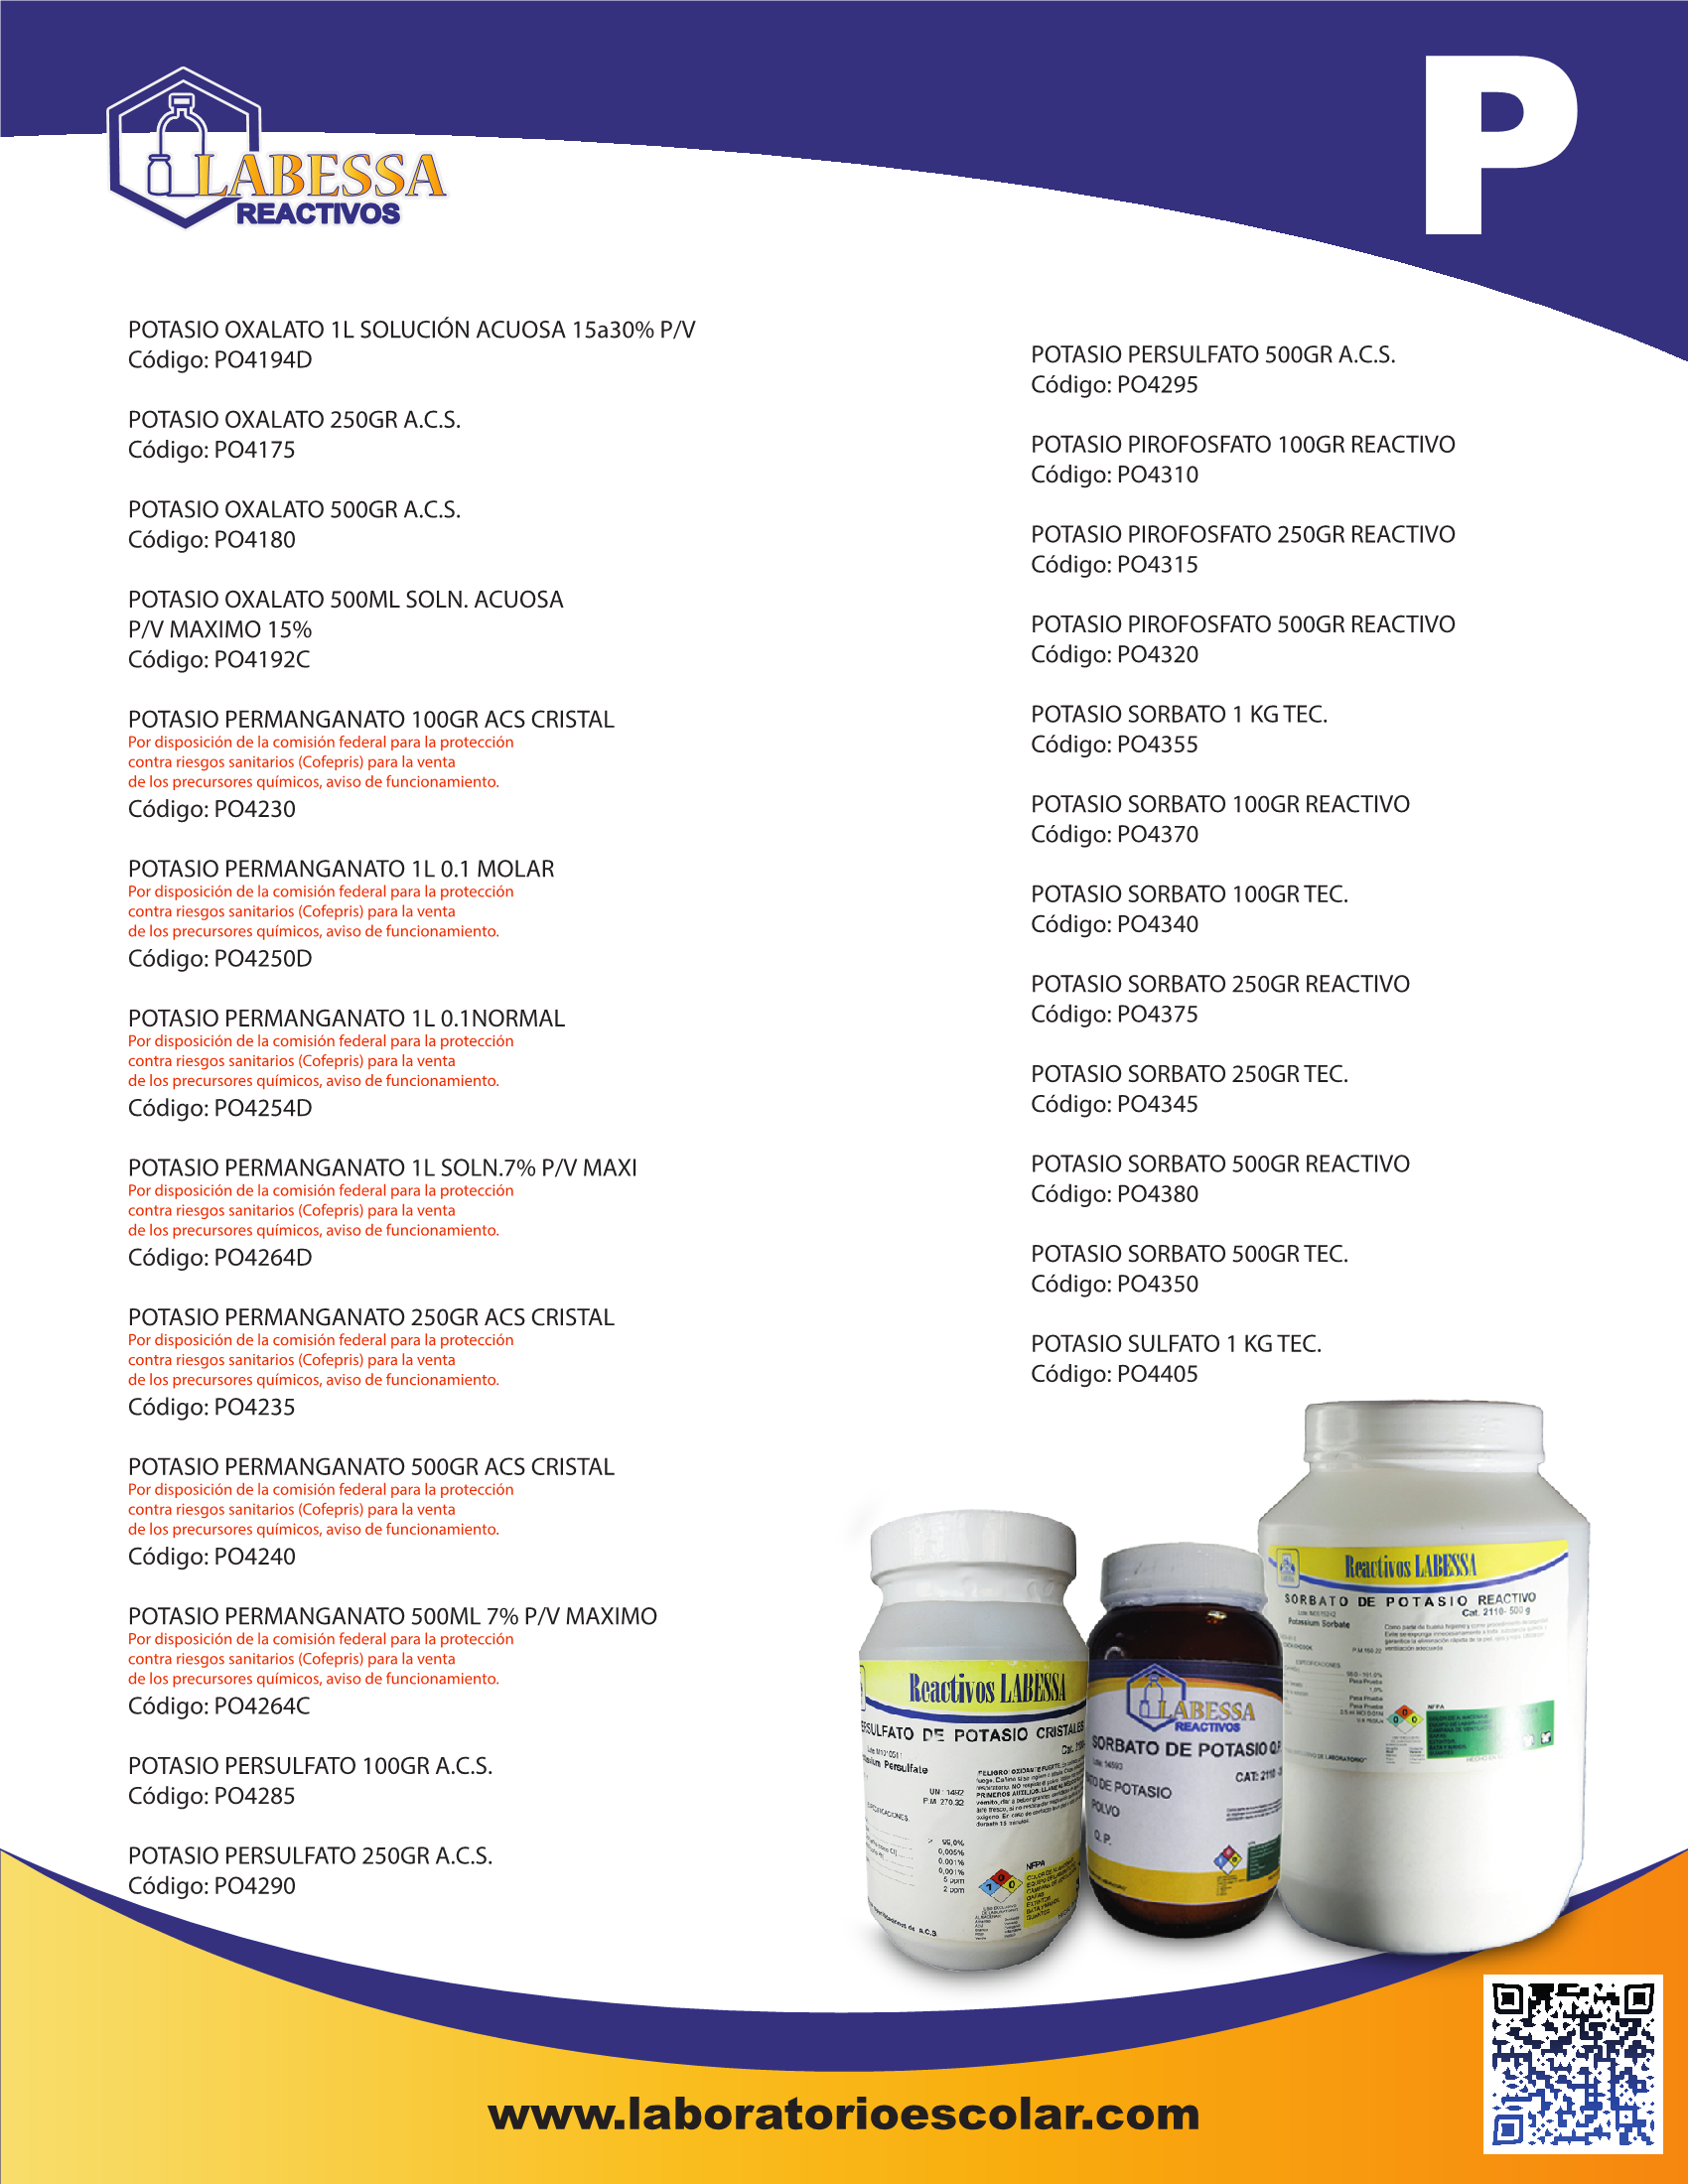 LABESSA
REACTIVOS
P
POTASIO OXALATO 1L SOLUCIÓN ACUOSA 15a30% P/V
Código: PO4194D
POTASIO OXALATO 250GR A.C.S.
Código: PO4175
POTASIO OXALATO 500GR A.C.S.
Código: PO4180
POTASIO OXALATO 500ML SOLN. ACUOSA
P/V MAXIMO 15%
Código: PO4192C
POTASIO PERMANGANATO 100GR ACS CRISTAL
Por disposición de la comisión federal para la protección
contra riesgos sanitarios (Cofepris) para la venta
de los precursores químicos, aviso de funcionamiento.
Código: PO4230
POTASIO PERMANGANATO 1L 0.1 MOLAR
Por disposición de la comisión federal para la protección
contra riesgos sanitarios (Cofepris) para la venta
de los precursores químicos, aviso de funcionamiento.
Código: PO4250D
POTASIO PERMANGANATO 1L 0.1NORMAL
Por disposición de la comisión federal para la protección
contra riesgos sanitarios (Cofepris) para la venta
de los precursores químicos, aviso de funcionamiento.
Código: PO4254D
POTASIO PERMANGANATO 1L SOLN.7% P/V MAXI
Por disposición de la comisión federal para la protección
contra riesgos sanitarios (Cofepris) para la venta
de los precursores químicos, aviso de funcionamiento.
Código: PO4264D
POTASIO PERMANGANATO 250GR ACS CRISTAL
Por disposición de la comisión federal para la protección
contra riesgos sanitarios (Cofepris) para la venta
de los precursores químicos, aviso de funcionamiento.
Código: PO4235
POTASIO PERMANGANATO 500GR ACS CRISTAL
Por disposición de la comisión federal para la protección
contra riesgos sanitarios (Cofepris) para la venta
de los precursores químicos, aviso de funcionamiento.
Código: PO4240
POTASIO PERMANGANATO 500ML 7% P/V MAXIMO
Por disposición de la comisión federal para la protección
contra riesgos sanitarios (Cofepris) para la venta
de los precursores químicos, aviso de funcionamiento.
Código: PO4264C
POTASIO PERSULFATO 100GR A.C.S.
Código: PO4285
POTASIO PERSULFATO 250GR A.C.S.
Código: PO4290
POTASIO PERSULFATO 500GR A.C.S.
Código: PO4295
POTASIO PIROFOSFATO 100GR REACTIVO
Código: PO4310
POTASIO PIROFOSFATO 250GR REACTIVO
Código: PO4315
POTASIO PIROFOSFATO 500GR REACTIVO
Código: PO4320
POTASIO SORBATO 1 KG TEC.
Código: PO4355
POTASIO SORBATO 100GR REACTIVO
Código: PO4370
POTASIO SORBATO 100GR TEC.
Código: PO4340
POTASIO SORBATO 250GR REACTIVO
Código: PO4375
POTASIO SORBATO 250GR TEC.
Código: PO4345
POTASIO SORBATO 500GR REACTIVO
Código: PO4380
POTASIO SORBATO 500GR TEC.
Código: PO4350
POTASIO SULFATO 1 KG TEC.
Código: PO4405
Reactivos LABESSA
DE POTASIO CRISTALES
Persulfate
UN 1492
P.M. 270.32
NFPA
LABESSA
REACTIVOS
SORBATO DE POTASIO Q.P.
Lote: 14593
DE POTASIO
POLVO
Q.P.
Reactivos LABESSA
SORBATO DE POTASIO REACTIVO
Cat. 2110- 500 g
Potassium Sorbate
ESPECIFICACIONES
NFPA
www.laboratorioescolar.com